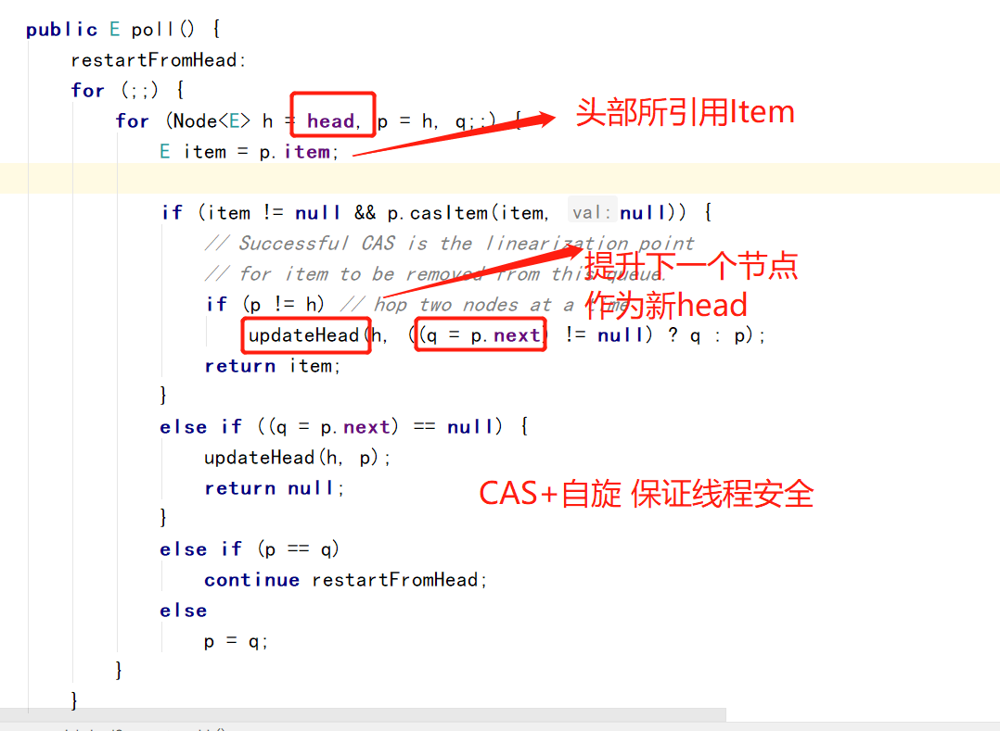 public E poll() {
restartFromHead:
for (;;) {
for (Node<E> h = head, p = h, q;;) {
头部所引用Item
E item = p.item;
if (item != null && p.casItem(item, val: null)) {
// Successful CAS is the linearization point
// for item to be removed from this queue.
提升下一个节点
作为新head
if (p != h) // hop two nodes at a time
updateHead(h, ((q = p.next) != null) ? q : p);
return item;
}
else if ((q = p.next) == null) {
updateHead(h, p);
return null;
CAS+自旋 保证线程安全
}
else if (p == q)
continue restartFromHead;
else
p = q;
}
}